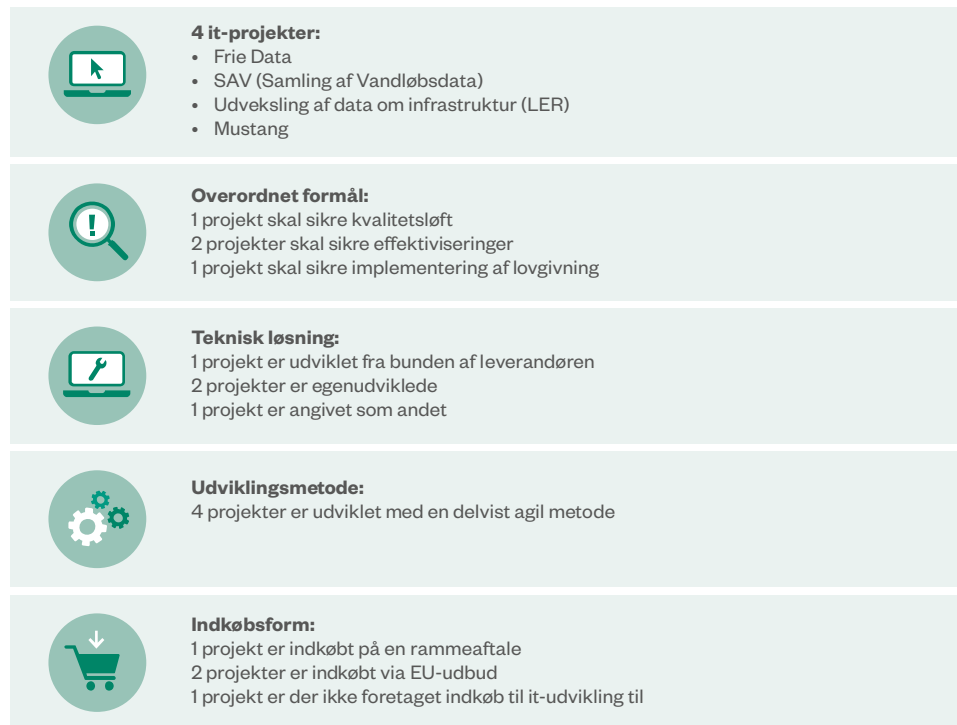 4 it-projekter:
• Frie Data
• SAV (Samling af Vandløbsdata)
• Udveksling af data om infrastruktur (LER)
• Mustang
Overordnet formål:
1 projekt skal sikre kvalitetsløft
2 projekter skal sikre effektiviseringer
1 projekt skal sikre implementering af lovgivning
Teknisk løsning:
1 projekt er udviklet fra bunden af leverandøren
2 projekter er egenudviklede
1 projekt er angivet som andet
Udviklingsmetode:
4 projekter er udviklet med en delvist agil metode
Indkøbsform:
1 projekt er indkøbt på en rammeaftale
2 projekter er indkøbt via EU-udbud
1 projekt er der ikke foretaget indkøb til it-udvikling til